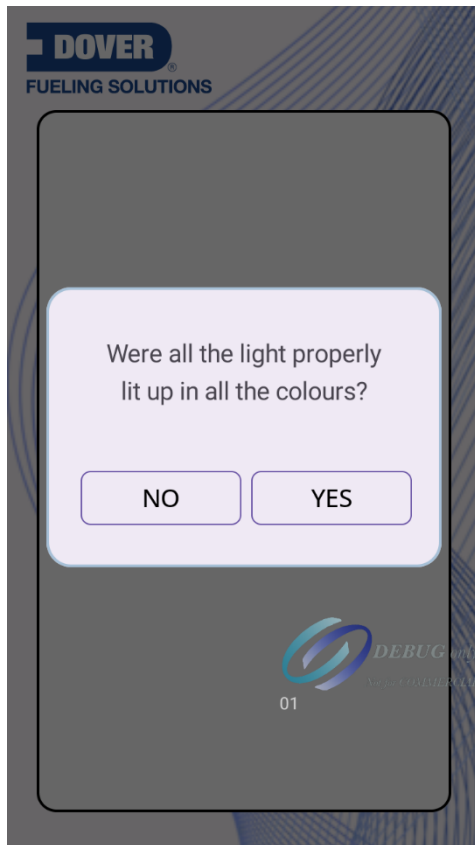 DOVER
®
FUELING SOLUTIONS
Were all the light properly
lit up in all the colours?
NO
YES
DEBUG
01